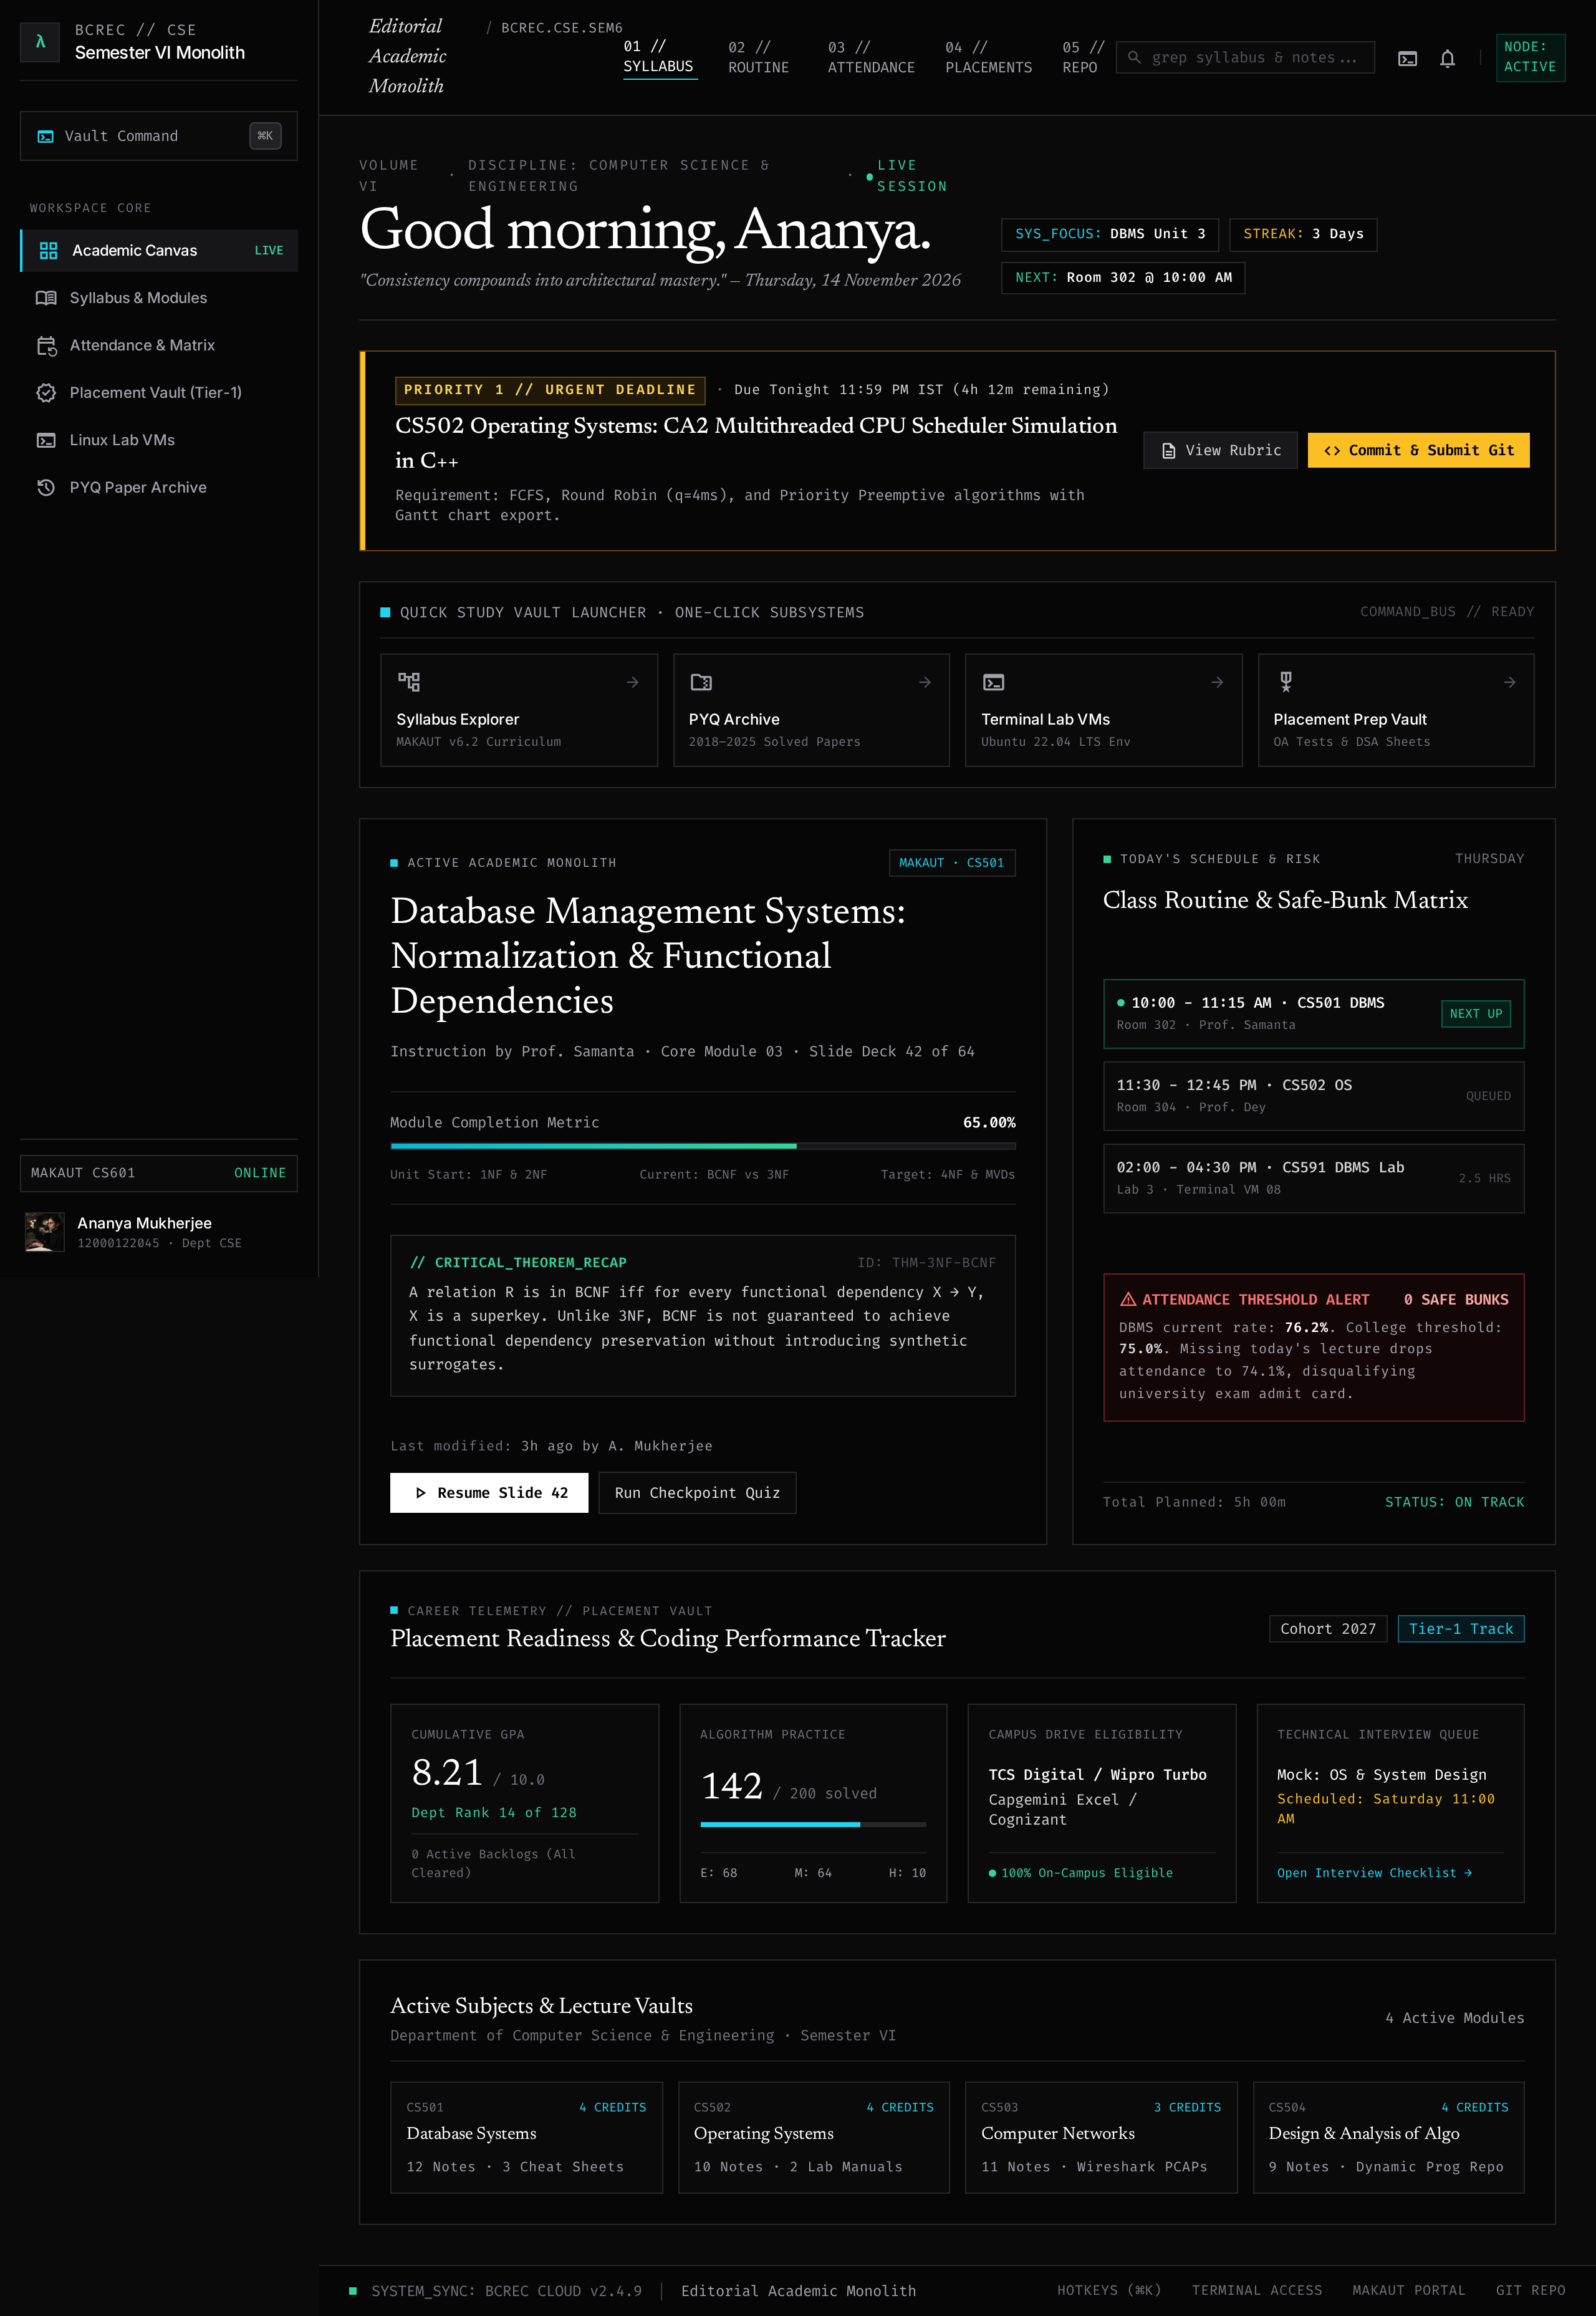 λ
BCREC // CSE
Semester VI Monolith
Vault Command
⌘K
WORKSPACE CORE
Academic Canvas
LIVE
Syllabus & Modules
Attendance & Matrix
Placement Vault (Tier-1)
Linux Lab VMs
PYQ Paper Archive
MAKAUT CS601
ONLINE
Ananya Mukherjee
12000122045 · Dept CSE
Editorial
Academic
Monolith
/ BCREC.CSE.SEM6
01 //
SYLLABUS
02 //
ROUTINE
03 //
ATTENDANCE
04 //
PLACEMENTS
05 //
REPO
grep syllabus & notes...
NODE:
ACTIVE
VOLUME
VI
·
DISCIPLINE: COMPUTER SCIENCE &
ENGINEERING
·
LIVE
SESSION
Good morning, Ananya.
"Consistency compounds into architectural mastery." — Thursday, 14 November 2026
SYS_FOCUS: DBMS Unit 3
STREAK: 3 Days
NEXT: Room 302 @ 10:00 AM
PRIORITY 1 // URGENT DEADLINE
· Due Tonight 11:59 PM IST (4h 12m remaining)
CS502 Operating Systems: CA2 Multithreaded CPU Scheduler Simulation
in C++
Requirement: FCFS, Round Robin (q=4ms), and Priority Preemptive algorithms with
Gantt chart export.
View Rubric
Commit & Submit Git
QUICK STUDY VAULT LAUNCHER · ONE-CLICK SUBSYSTEMS
COMMAND_BUS // READY
Syllabus Explorer
MAKAUT v6.2 Curriculum
PYQ Archive
2018–2025 Solved Papers
Terminal Lab VMs
Ubuntu 22.04 LTS Env
Placement Prep Vault
OA Tests & DSA Sheets
ACTIVE ACADEMIC MONOLITH
MAKAUT · CS501
Database Management Systems:
Normalization & Functional
Dependencies
Instruction by Prof. Samanta · Core Module 03 · Slide Deck 42 of 64
Module Completion Metric
65.00%
Unit Start: 1NF & 2NF
Current: BCNF vs 3NF
Target: 4NF & MVDs
// CRITICAL_THEOREM_RECAP
ID: THM-3NF-BCNF
A relation R is in BCNF iff for every functional dependency X → Y,
X is a superkey. Unlike 3NF, BCNF is not guaranteed to achieve
functional dependency preservation without introducing synthetic
surrogates.
Last modified: 3h ago by A. Mukherjee
Resume Slide 42
Run Checkpoint Quiz
TODAY'S SCHEDULE & RISK
THURSDAY
Class Routine & Safe-Bunk Matrix
10:00 – 11:15 AM · CS501 DBMS
Room 302 · Prof. Samanta
NEXT UP
11:30 – 12:45 PM · CS502 OS
Room 304 · Prof. Dey
QUEUED
02:00 – 04:30 PM · CS591 DBMS Lab
Lab 3 · Terminal VM 08
2.5 HRS
ATTENDANCE THRESHOLD ALERT
0 SAFE BUNKS
DBMS current rate: 76.2%. College threshold:
75.0%. Missing today's lecture drops
attendance to 74.1%, disqualifying
university exam admit card.
Total Planned: 5h 00m
STATUS: ON TRACK
CAREER TELEMETRY // PLACEMENT VAULT
Placement Readiness & Coding Performance Tracker
Cohort 2027
Tier-1 Track
CUMULATIVE GPA
8.21 / 10.0
Dept Rank 14 of 128
0 Active Backlogs (All
Cleared)
ALGORITHM PRACTICE
142 / 200 solved
E: 68
M: 64
H: 10
CAMPUS DRIVE ELIGIBILITY
TCS Digital / Wipro Turbo
Capgemini Excel /
Cognizant
100% On-Campus Eligible
TECHNICAL INTERVIEW QUEUE
Mock: OS & System Design
Scheduled: Saturday 11:00
AM
Open Interview Checklist →
Active Subjects & Lecture Vaults
Department of Computer Science & Engineering · Semester VI
4 Active Modules
CS501
4 CREDITS
Database Systems
12 Notes · 3 Cheat Sheets
CS502
4 CREDITS
Operating Systems
10 Notes · 2 Lab Manuals
CS503
3 CREDITS
Computer Networks
11 Notes · Wireshark PCAPs
CS504
4 CREDITS
Design & Analysis of Algo
9 Notes · Dynamic Prog Repo
SYSTEM_SYNC: BCREC CLOUD v2.4.9
Editorial Academic Monolith
HOTKEYS (⌘K)
TERMINAL ACCESS
MAKAUT PORTAL
GIT REPO